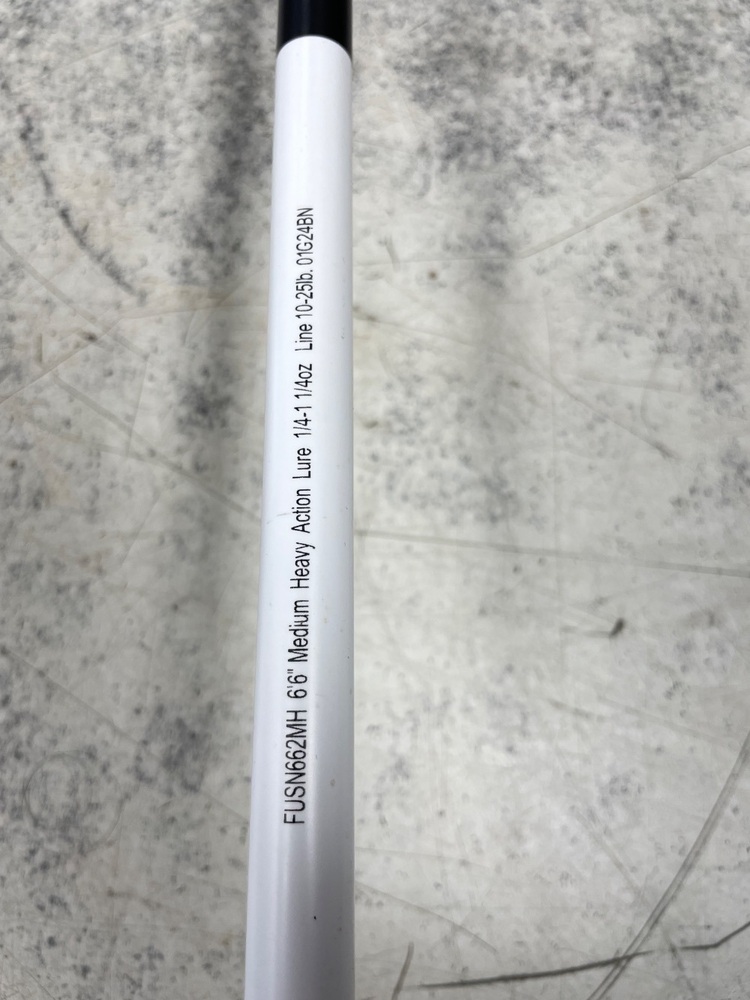 FUSN662MH 6'6" Medium Heavy Action Lure 1/4-1 1/4oz Line 10-25lb. 01G24BN